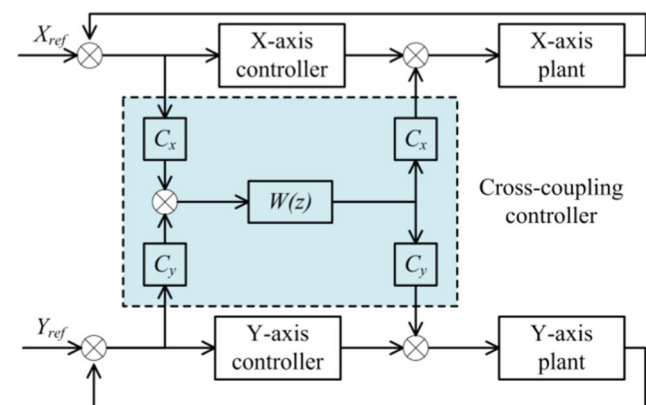 X_ref
X-axis
controller
X-axis
plant
C_x
C_x
W(z)
Cross-coupling
controller
C_y
C_y
Y_ref
Y-axis
controller
Y-axis
plant